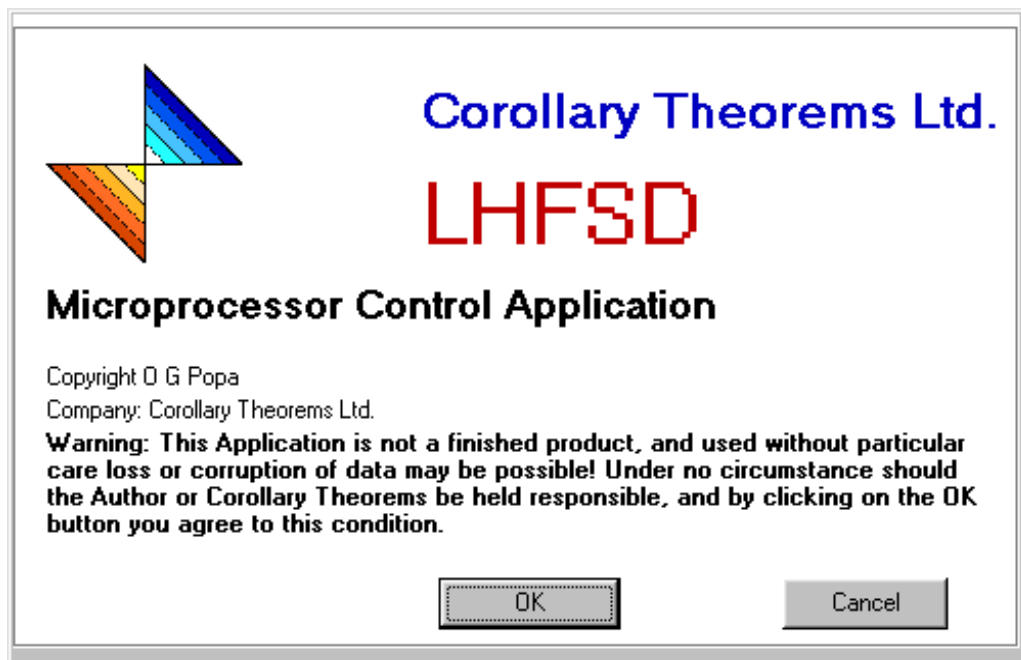 Corollary Theorems Ltd.
LHFSD
Microprocessor Control Application
Copyright O G Popa
Company: Corollary Theorems Ltd.
Warning: This Application is not a finished product, and used without particular
care loss or corruption of data may be possible! Under no circumstance should
the Author or Corollary Theorems be held responsible, and by clicking on the OK
button you agree to this condition.
OK
Cancel